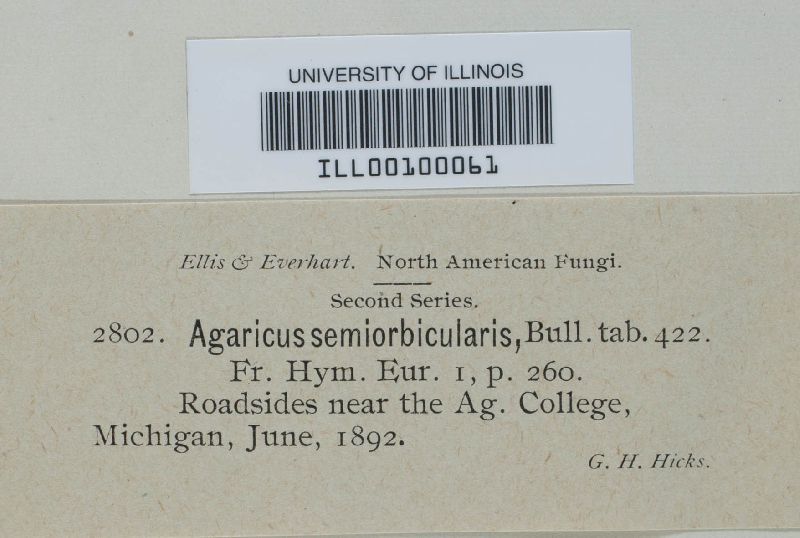 UNIVERSITY OF ILLINOIS
ILL00100061
Ellis & Everhart. North American Fungi.
Second Series.
2802. Agaricus semiorbicularis, Bull. tab. 422.
Fr. Hym. Eur. 1, p. 260.
Roadsides near the Ag. College,
Michigan, June, 1892.
G. H. Hicks.